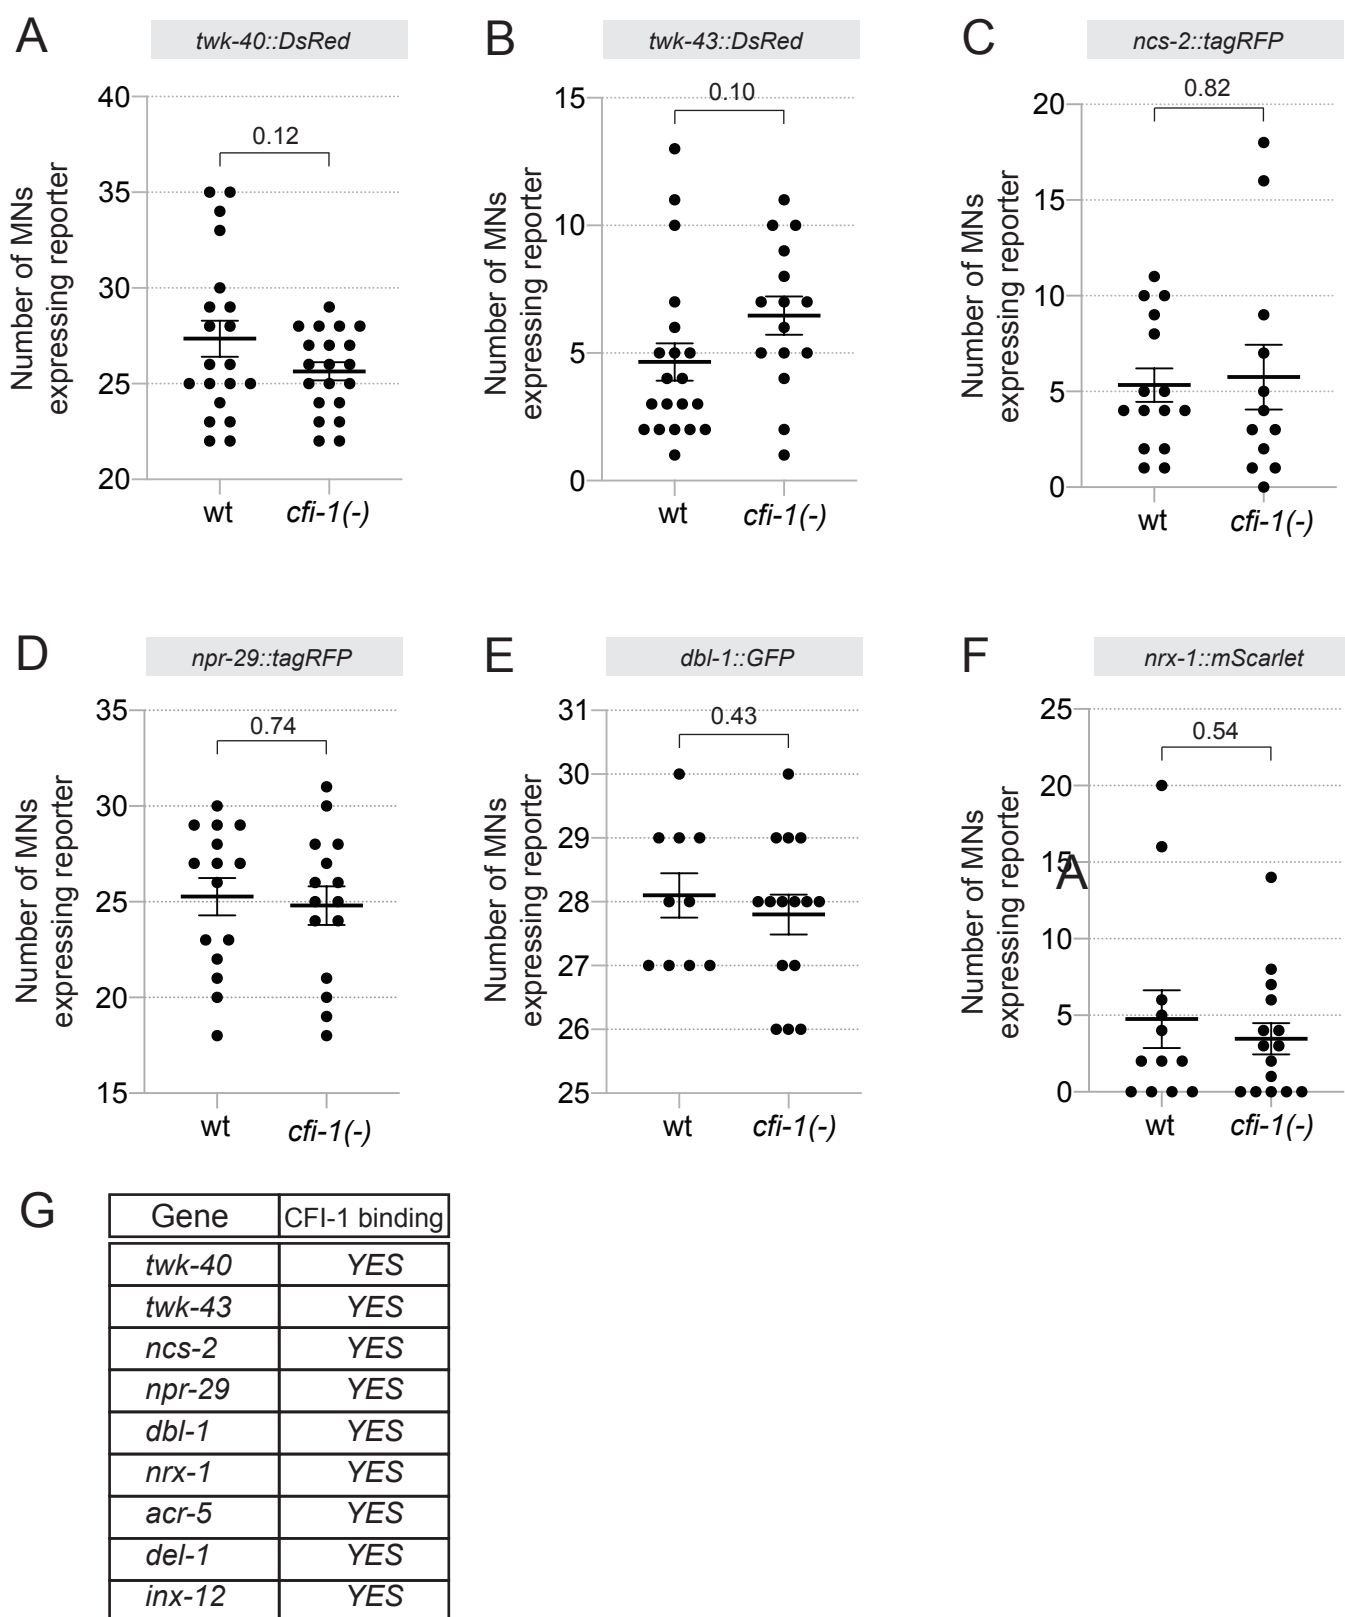 A
twk-40::DsRed
40
35
30
25
20
Number of MNs
expressing reporter
0.12
wt
cfi-1(-)
B
twk-43::DsRed
15
10
5
0
Number of MNs
expressing reporter
0.10
wt
cfi-1(-)
C
ncs-2::tagRFP
20
15
10
5
0
Number of MNs
expressing reporter
0.82
wt
cfi-1(-)
D
npr-29::tagRFP
35
30
25
20
15
Number of MNs
expressing reporter
0.74
wt
cfi-1(-)
E
dbl-1::GFP
31
30
29
28
27
26
25
Number of MNs
expressing reporter
0.43
wt
cfi-1(-)
F
nrx-1::mScarlet
25
20
15
10
5
0
A
Number of MNs
expressing reporter
0.54
wt
cfi-1(-)
G
Gene CFI-1 binding
twk-40 YES
twk-43 YES
ncs-2 YES
npr-29 YES
dbl-1 YES
nrx-1 YES
acr-5 YES
del-1 YES
inx-12 YES